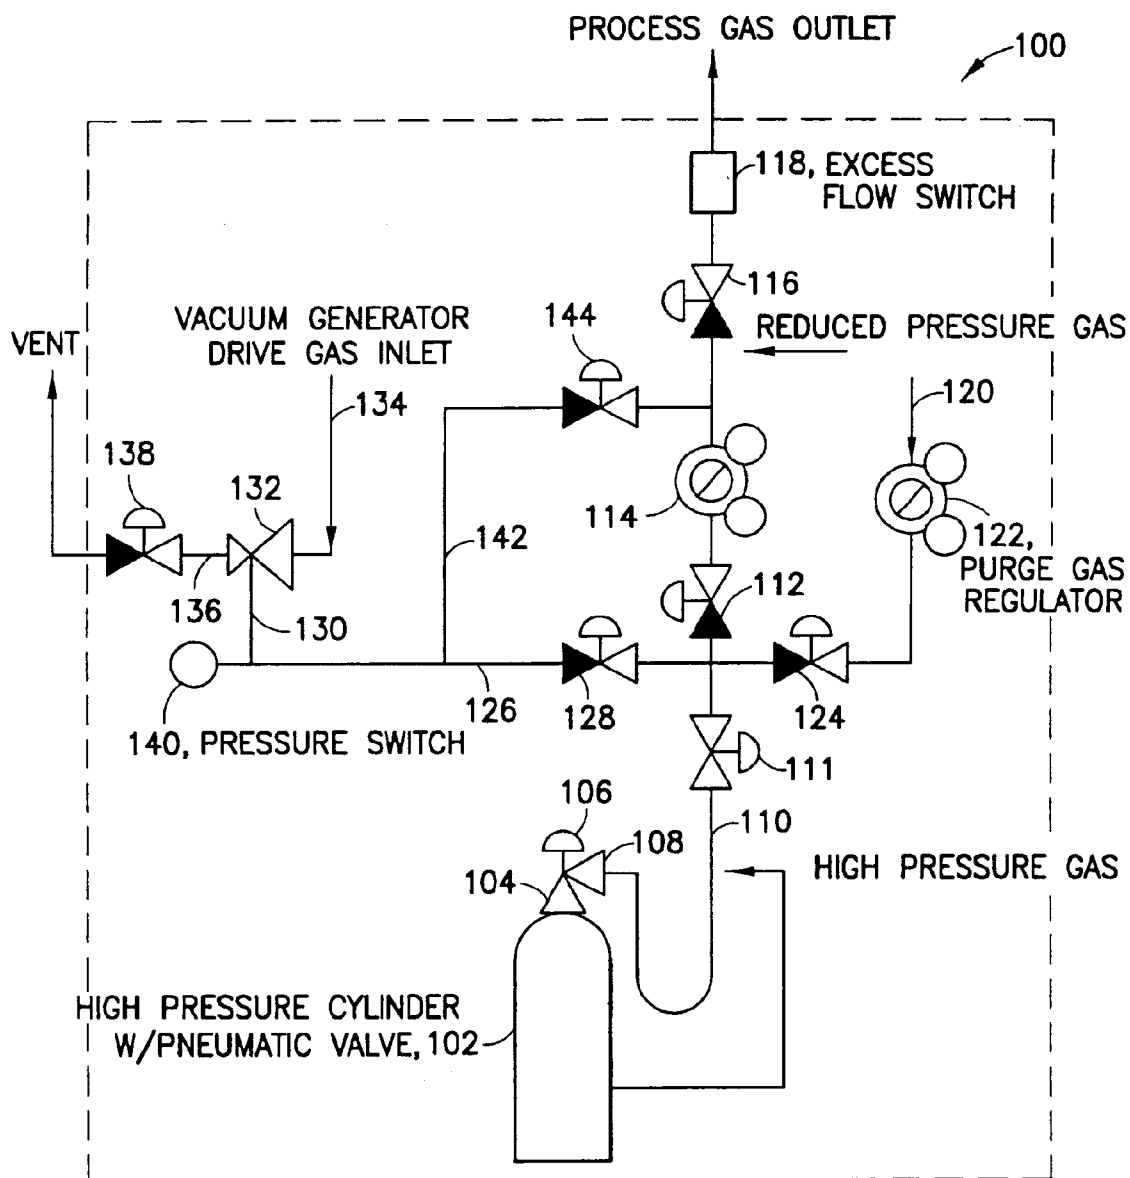 PROCESS GAS OUTLET
100
118, EXCESS
FLOW SWITCH
116
REDUCED PRESSURE GAS
VACUUM GENERATOR
DRIVE GAS INLET
144
VENT
134
120
138
132
114
142
122,
PURGE GAS
REGULATOR
112
136
130
126
128
124
140, PRESSURE SWITCH
111
106
108
110
104
HIGH PRESSURE GAS
HIGH PRESSURE CYLINDER
W/PNEUMATIC VALVE, 102